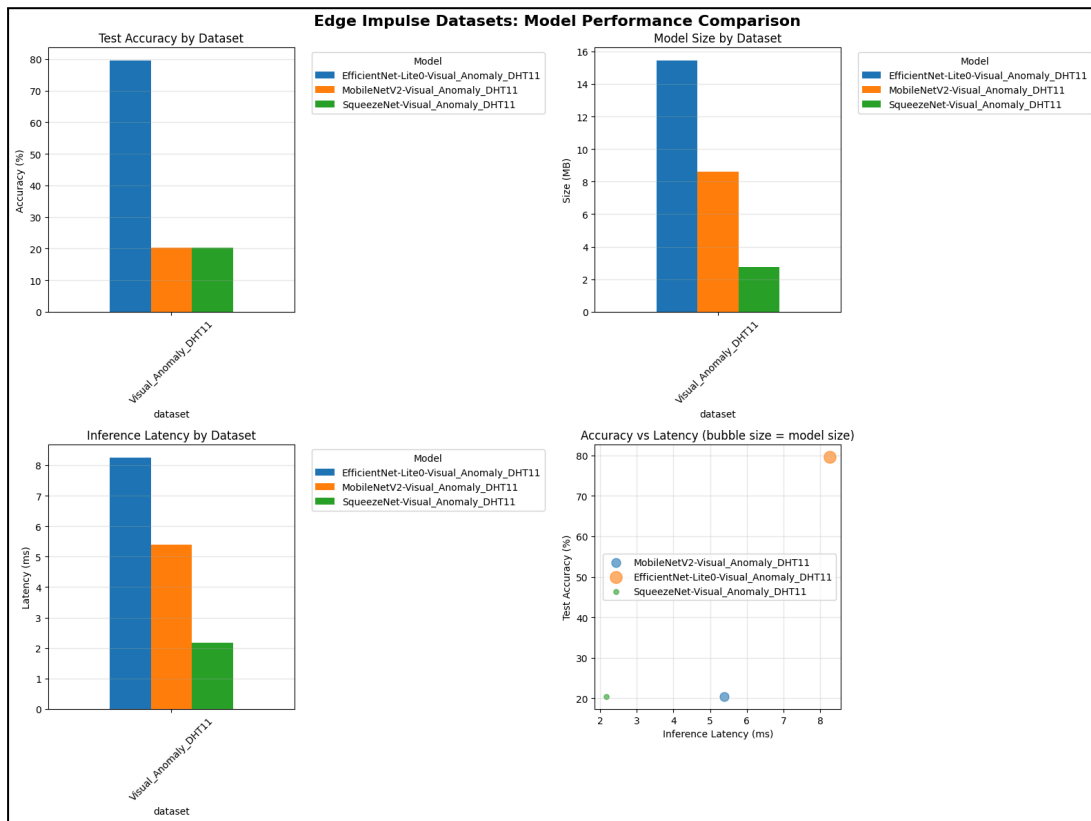 Edge Impulse Datasets: Model Performance Comparison
Test Accuracy by Dataset
Accuracy (%)
80
70
60
50
40
30
20
10
0
Visual_Anomaly_DHT11
dataset
Model
EfficientNet-Lite0-Visual_Anomaly_DHT11
MobileNetV2-Visual_Anomaly_DHT11
SqueezeNet-Visual_Anomaly_DHT11
Model Size by Dataset
Size (MB)
16
14
12
10
8
6
4
2
0
Visual_Anomaly_DHT11
dataset
Model
EfficientNet-Lite0-Visual_Anomaly_DHT11
MobileNetV2-Visual_Anomaly_DHT11
SqueezeNet-Visual_Anomaly_DHT11
Inference Latency by Dataset
Latency (ms)
8
7
6
5
4
3
2
1
0
Visual_Anomaly_DHT11
dataset
Model
EfficientNet-Lite0-Visual_Anomaly_DHT11
MobileNetV2-Visual_Anomaly_DHT11
SqueezeNet-Visual_Anomaly_DHT11
Accuracy vs Latency (bubble size = model size)
Test Accuracy (%)
80
70
60
50
40
30
20
MobileNetV2-Visual_Anomaly_DHT11
EfficientNet-Lite0-Visual_Anomaly_DHT11
SqueezeNet-Visual_Anomaly_DHT11
2 3 4 5 6 7 8
Inference Latency (ms)